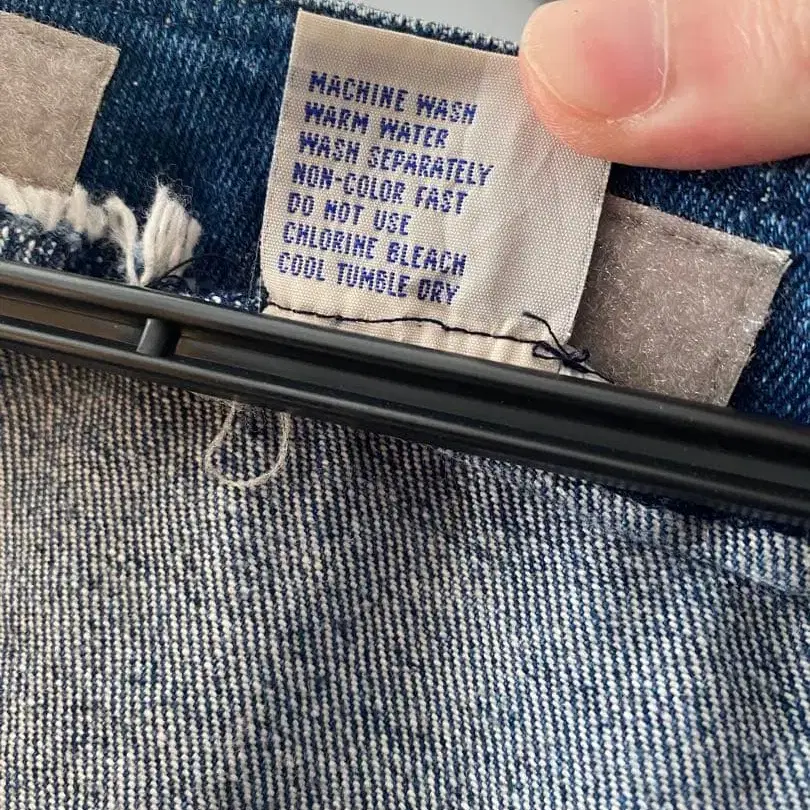 MACHINE WASH
WARM WATER
WASH SEPARATELY
NON-COLOR FAST
DO NOT USE
CHLORINE BLEACH
COOL TUMBLE DRY